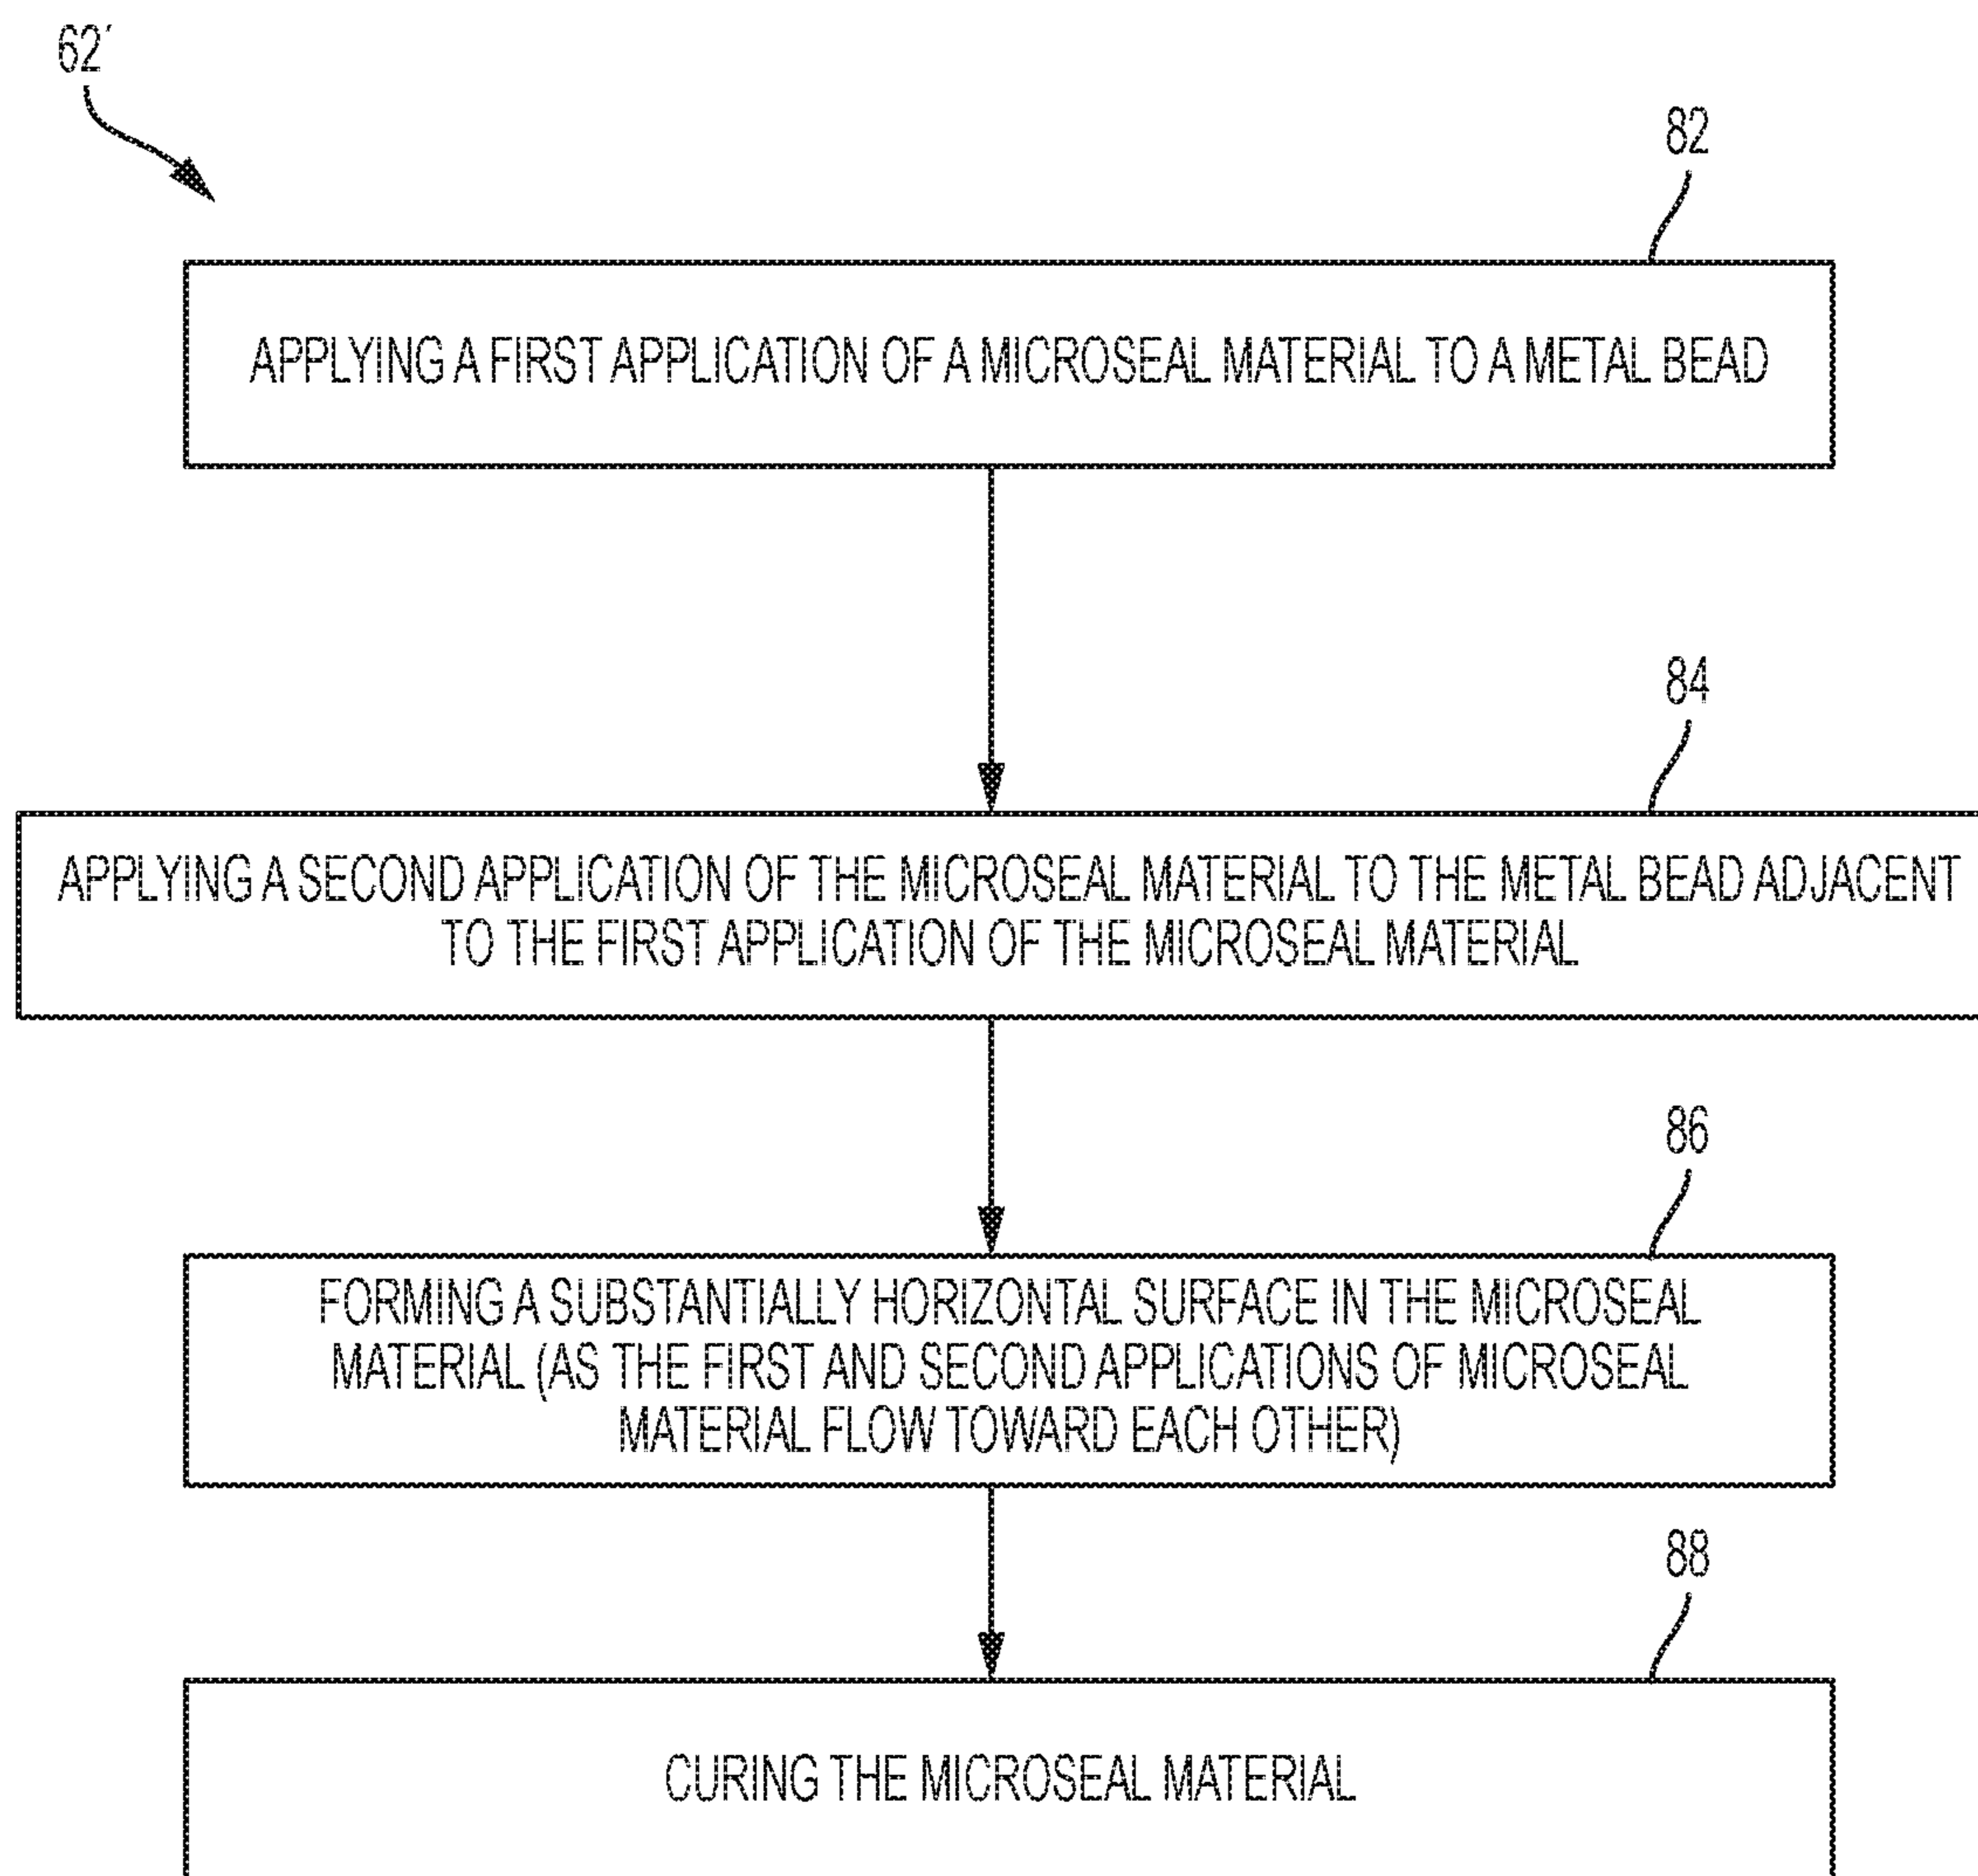 62′
82
APPLYING A FIRST APPLICATION OF A MICROSEAL MATERIAL TO A METAL BEAD
84
APPLYING A SECOND APPLICATION OF THE MICROSEAL MATERIAL TO THE METAL BEAD ADJACENT
TO THE FIRST APPLICATION OF THE MICROSEAL MATERIAL
86
FORMING A SUBSTANTIALLY HORIZONTAL SURFACE IN THE MICROSEAL
MATERIAL (AS THE FIRST AND SECOND APPLICATIONS OF MICROSEAL
MATERIAL FLOW TOWARD EACH OTHER)
88
CURING THE MICROSEAL MATERIAL